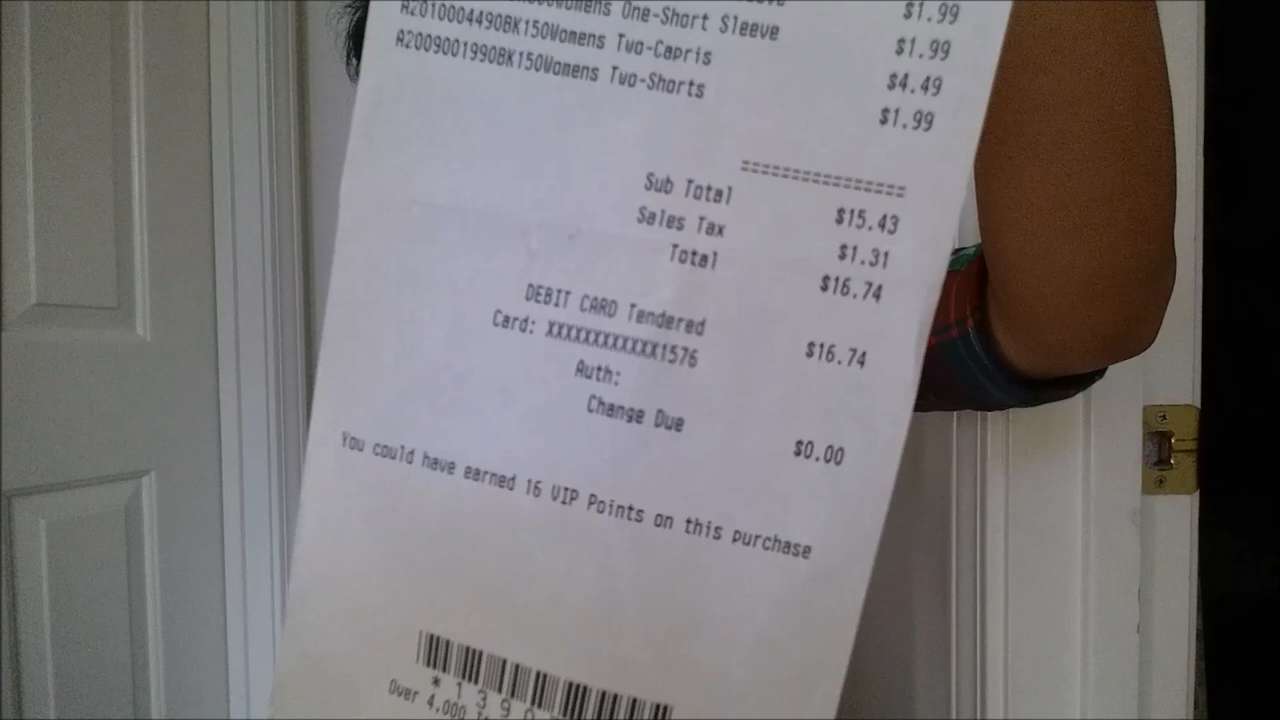 $1.99
Womens One-Short Sleeve $1.99
A2010004490BK150Womens Two-Capris $4.49
A2009001990BK150Womens Two-Shorts $1.99
===============
Sub Total $15.43
Sales Tax $1.31
Total $16.74
DEBIT CARD Tendered $16.74
Card: XXXXXXXXXXXX1576
Auth:
Change Due $0.00
You could have earned 16 VIP Points on this purchase
*139
Over 4,000